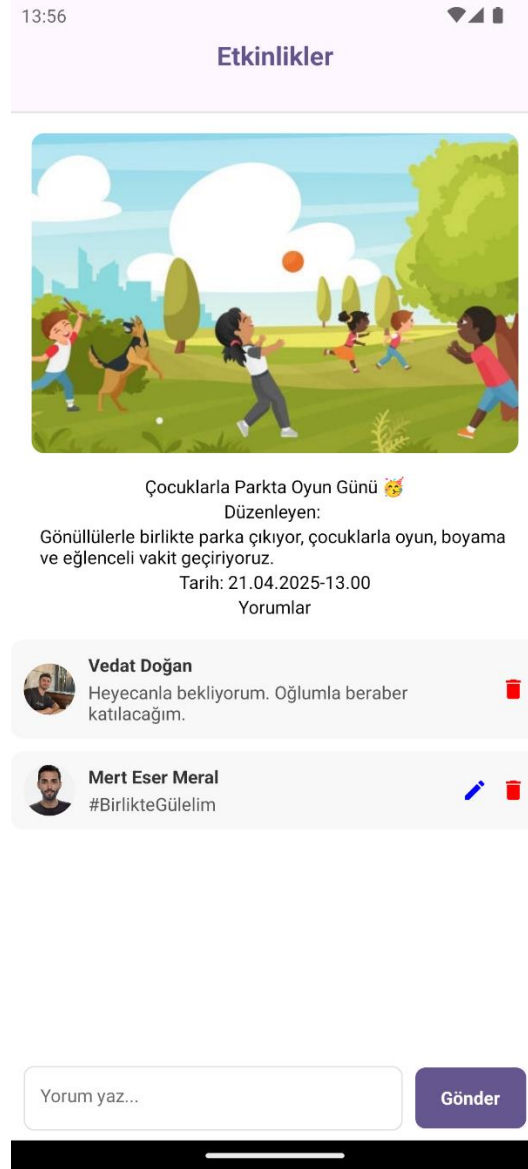 13:56
Etkinlikler
Çocuklarla Parkta Oyun Günü 🥳
Düzenleyen:
Gönüllülerle birlikte parka çıkıyor, çocuklarla oyun, boyama
ve eğlenceli vakit geçiriyoruz.
Tarih: 21.04.2025-13.00
Yorumlar
Vedat Doğan
Heyecanla bekliyorum. Oğlumla beraber
katılacağım.
Mert Eser Meral
#BirlikteGülelim
Yorum yaz...
Gönder